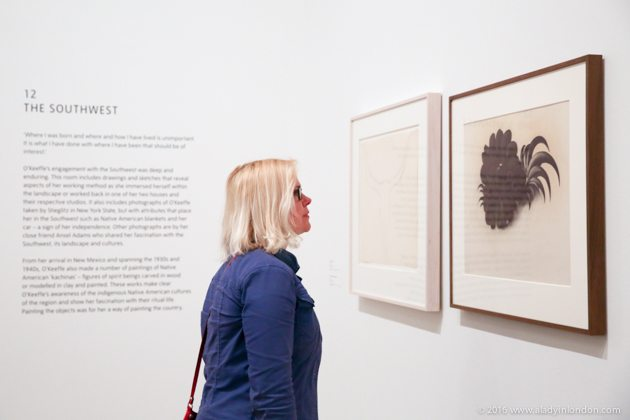 12
THE SOUTHWEST
'Where I was born and where and how I have lived is unimportant
It is what I have done with where I have been that should be of
interest.'
O'Keeffe's engagement with the Southwest was deep and
enduring. This room includes drawings and sketches that reveal
aspects of her working method as she immersed herself within
the landscape or worked back in one of her two houses and
their respective studios. It also includes photographs of O'Keeffe
taken by Stieglitz in New York State, but with attributes that place
her in the Southwest such as Native American blankets and her
car – a sign of her independence. Other photographs are by her
close friend Ansel Adams who shared her fascination with the
Southwest, its landscape and cultures.
From her arrival in New Mexico and spanning the 1930s and
1940s, O'Keeffe also made a number of paintings of Native
American 'kachinas' – figures of spirit beings carved in wood
or modelled in clay and painted. These works make clear
O'Keeffe's awareness of the indigenous Native American cultures
of the region and show her fascination with their ritual life.
Painting the objects was for her a way of painting the country.
© 2016 www.aladyinlondon.com